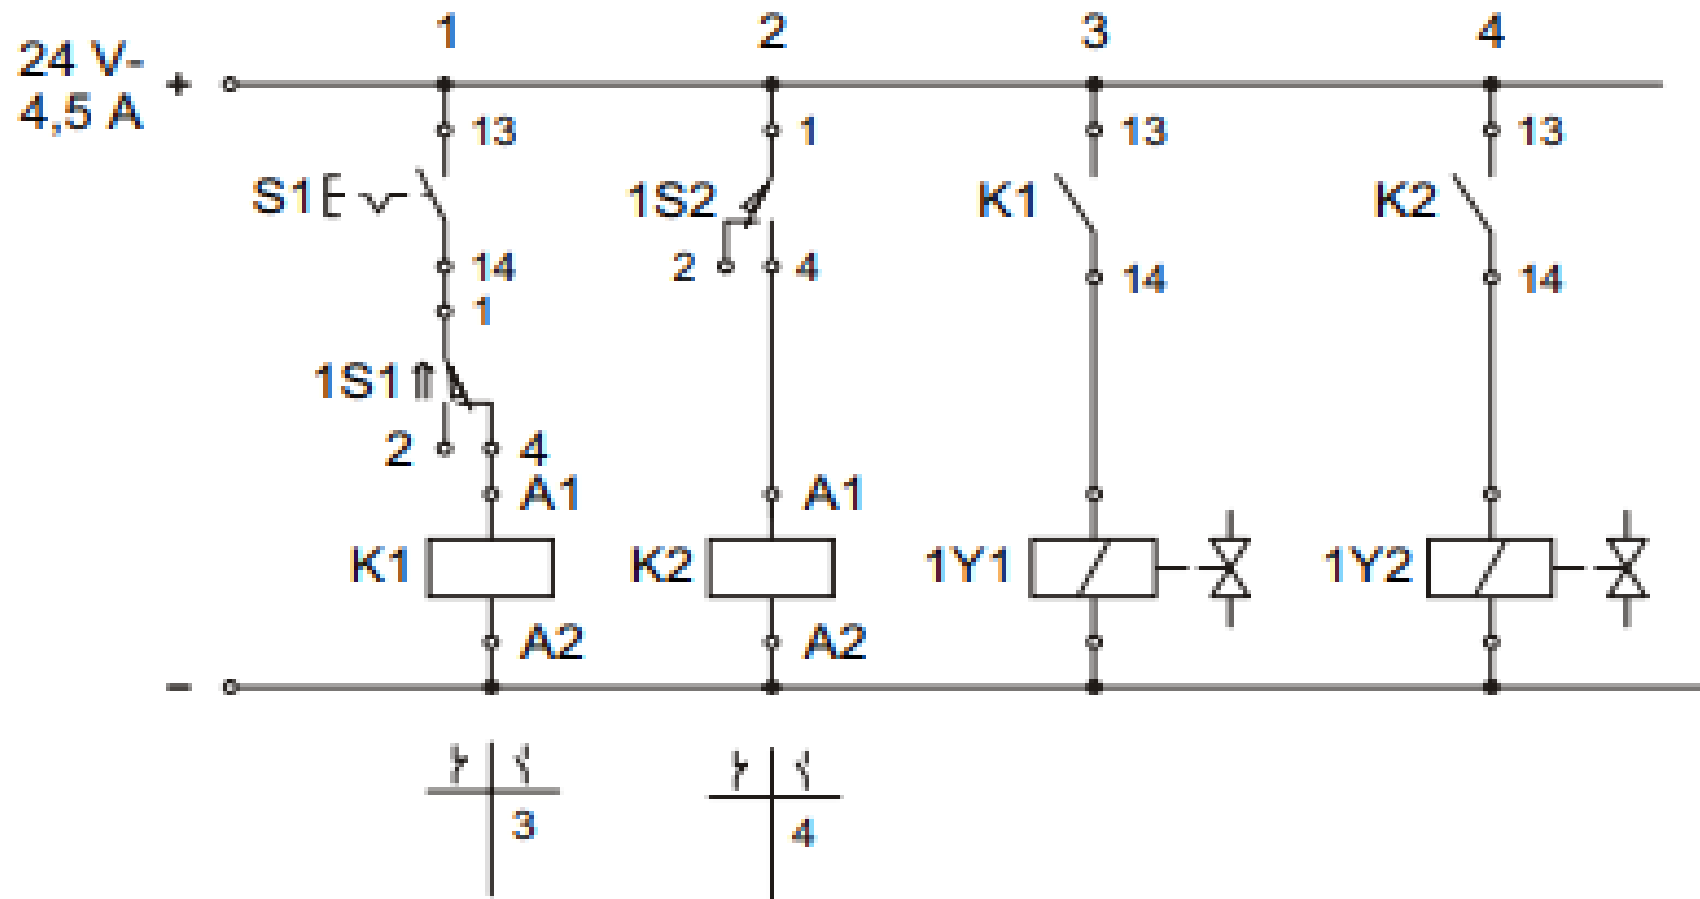 1 2 3 4
24 V-
4,5 A
+
13 1 13 13
S1 1S2 K1 K2
14 2 4 14 14
1
1S1
2 4
A1 A1
K1 K2 1Y1 1Y2
A2 A2
-
3 4